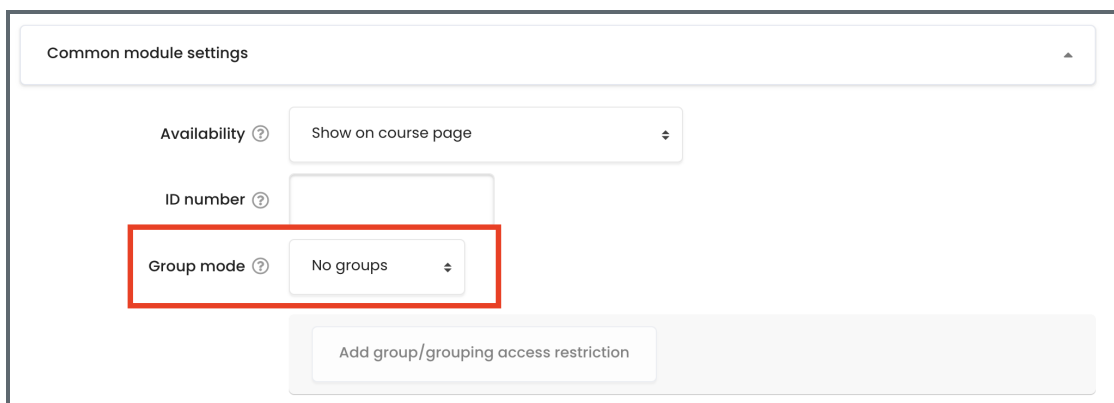 Common module settings
Availability
Show on course page
ID number
Group mode
No groups
Add group/grouping access restriction